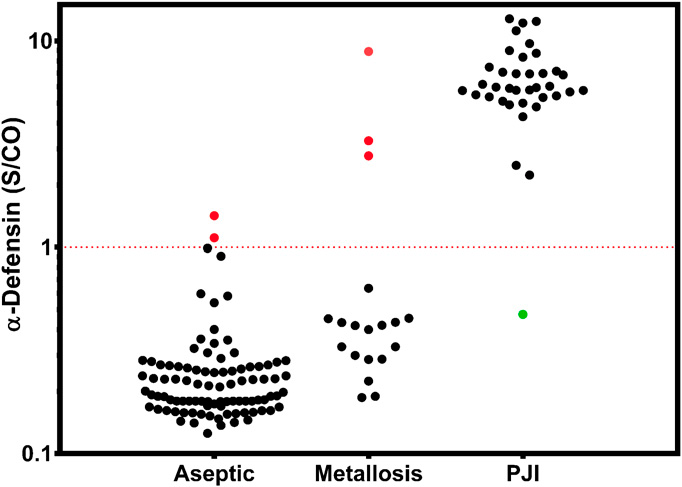 α-Defensin (S/CO)
10
1
0.1
Aseptic
Metallosis
PJI